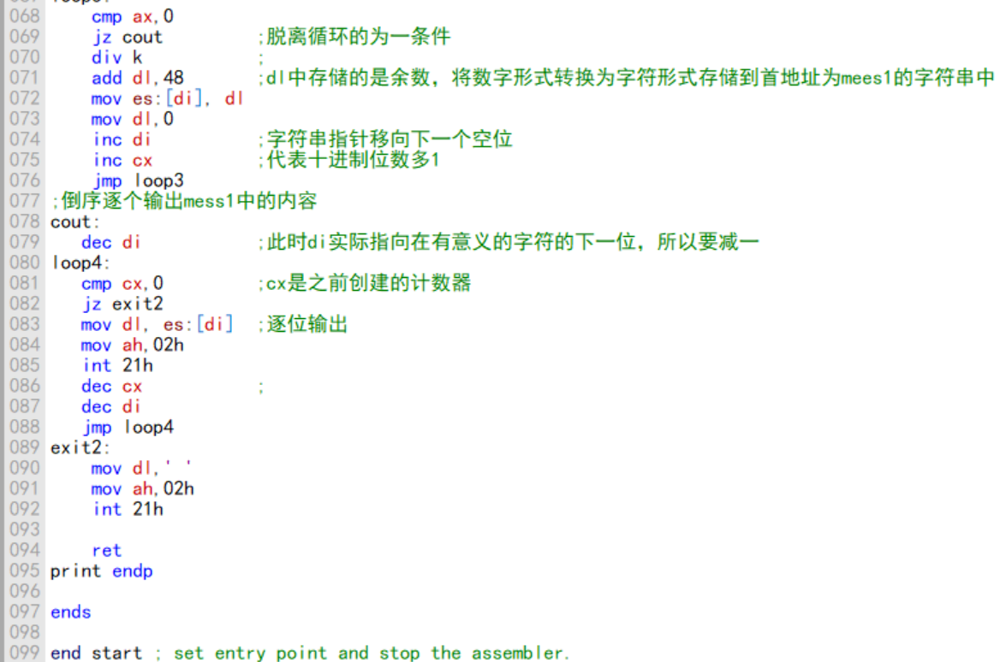 068 cmp ax,0
069 jz cout ;脱离循环的为一条件
070 div k ;
071 add dl,48 ;dl中存储的是余数，将数字形式转换为字符形式存储到首地址为mees1的字符串中
072 mov es:[di], dl
073 mov dl,0
074 inc di ;字符串指针移向下一个空位
075 inc cx ;代表十进制位数多1
076 jmp loop3
077 ;倒序逐个输出mess1中的内容
078 cout:
079 dec di ;此时di实际指向在有意义的字符的下一位，所以要减一
080 loop4:
081 cmp cx,0 ;cx是之前创建的计数器
082 jz exit2
083 mov dl, es:[di] ;逐位输出
084 mov ah,02h
085 int 21h
086 dec cx ;
087 dec di
088 jmp loop4
089 exit2:
090 mov dl,' '
091 mov ah,02h
092 int 21h
093
094 ret
095 print endp
096
097 ends
098
099 end start ; set entry point and stop the assembler.